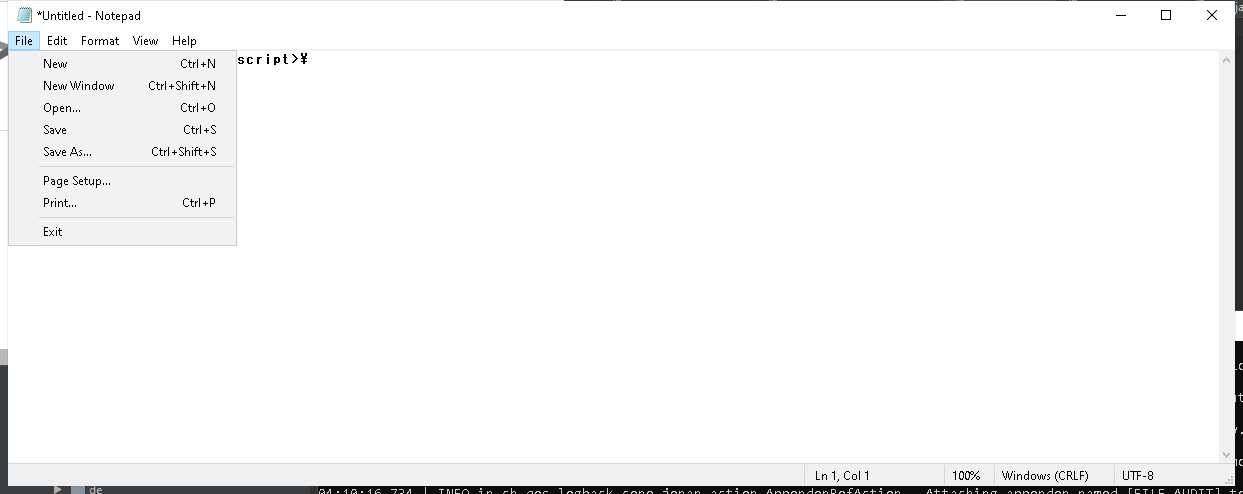 *Untitled - Notepad
File Edit Format View Help
script>¥
New Ctrl+N
New Window Ctrl+Shift+N
Open... Ctrl+O
Save Ctrl+S
Save As... Ctrl+Shift+S
Page Setup...
Print... Ctrl+P
Exit
Ln 1, Col 1 100% Windows (CRLF) UTF-8
de
04:10:16,734 | INFO in ch.qos.logback.core.joran.action.AppenderRefAction - Attaching appender named [FILE_AUDIT] t